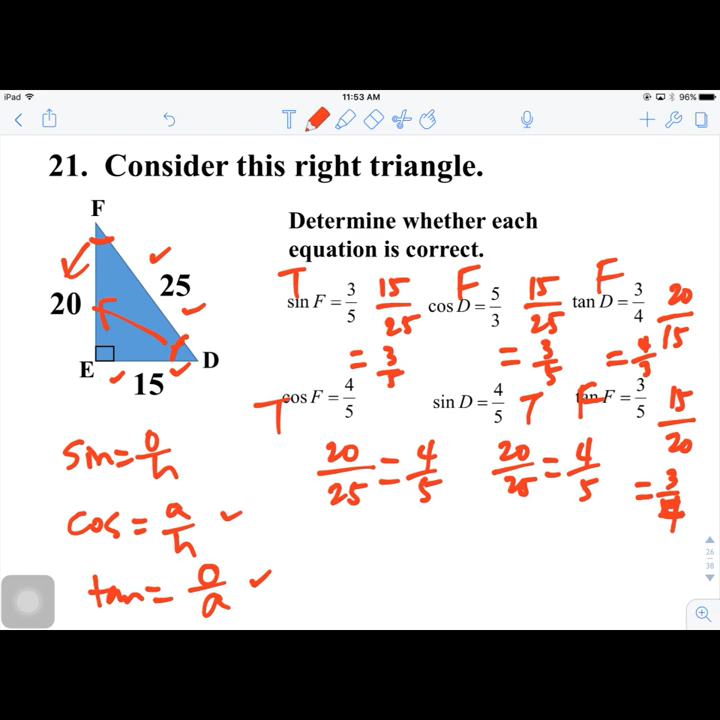 iPad 11:53 AM 96%
T
21. Consider this right triangle.
F
25
20
E
15
D
Determine whether each
equation is correct.
T
sin F = 3/5
15/25
= 3/5
F
cos D = 5/3
15/25
= 3/5
F
tan D = 3/4
20/15
= 4/3
T
cos F = 4/5
20/25 = 4/5
sin D = 4/5
T
20/25 = 4/5
F
tan F = 3/5
15/20
= 3/4
sin = o/h
cos = a/h
tan = o/a
26
38